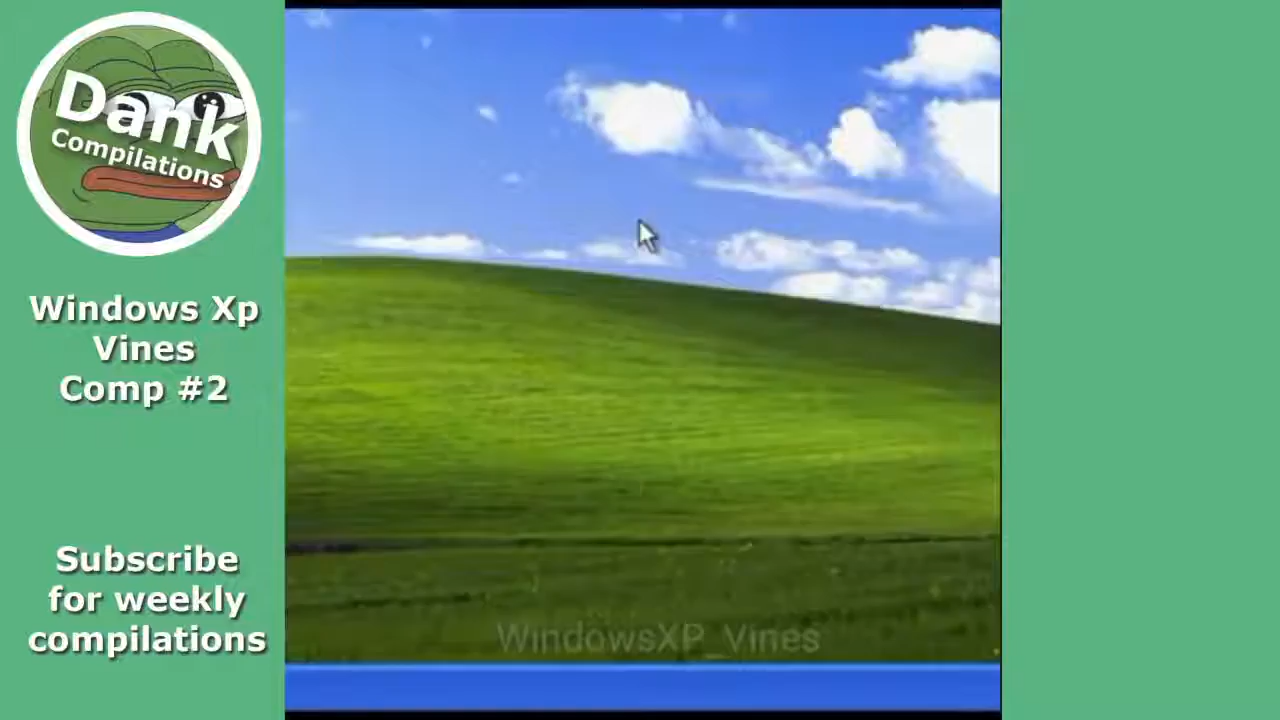 Dank
Compilations
Windows Xp
Vines
Comp #2
Subscribe
for weekly
compilations
WindowsXP_Vines